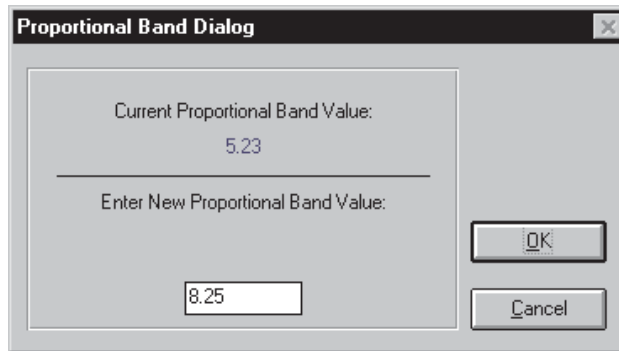 Proportional Band Dialog
Current Proportional Band Value:
5.23
Enter New Proportional Band Value:
8.25
OK
Cancel